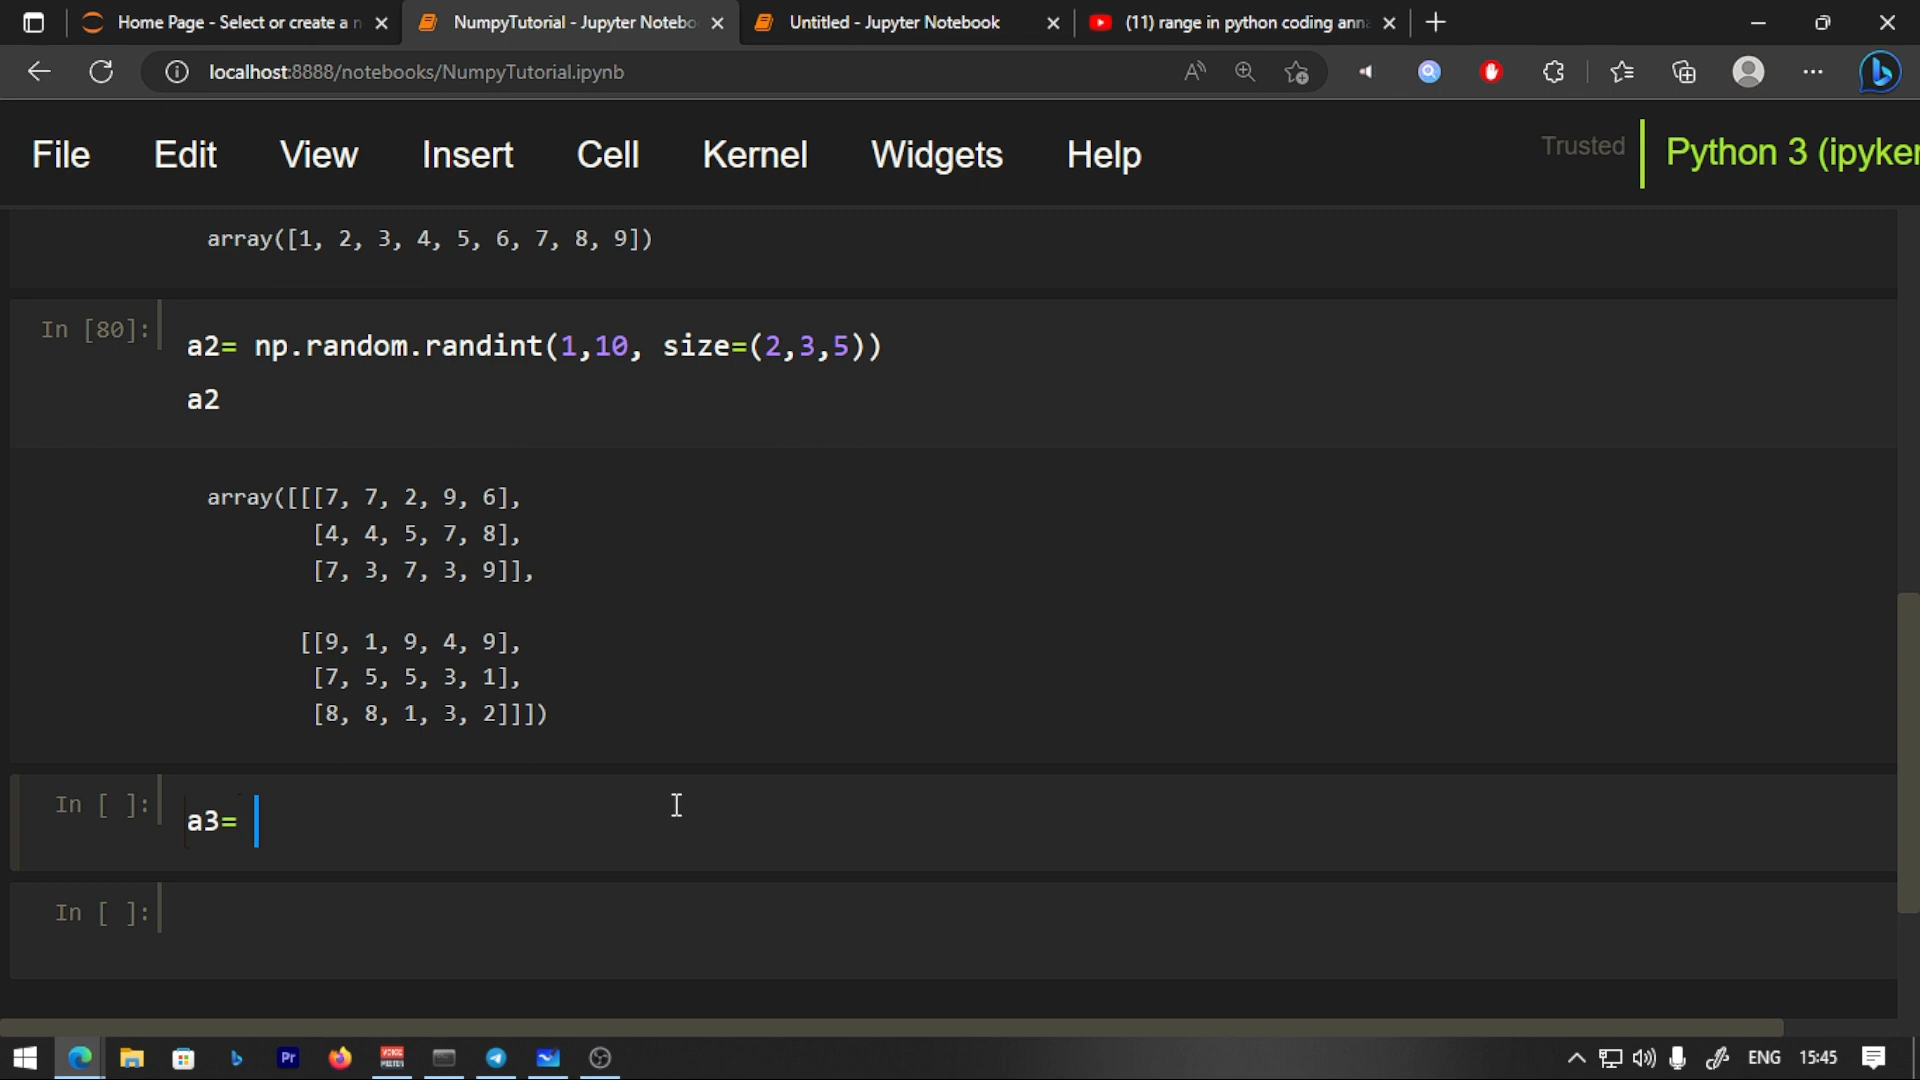 Home Page - Select or create a n
NumpyTutorial - Jupyter Notebo
Untitled - Jupyter Notebook
(11) range in python coding anna
localhost:8888/notebooks/NumpyTutorial.ipynb
File Edit View Insert Cell Kernel Widgets Help
Trusted
Python 3 (ipyker
array([1, 2, 3, 4, 5, 6, 7, 8, 9])
In [80]:
a2= np.random.randint(1,10, size=(2,3,5))
a2
array([[[7, 7, 2, 9, 6],
[4, 4, 5, 7, 8],
[7, 3, 7, 3, 9]],
[[9, 1, 9, 4, 9],
[7, 5, 5, 3, 1],
[8, 8, 1, 3, 2]]])
In [ ]:
a3=
In [ ]:
Pr
ENG 15:45